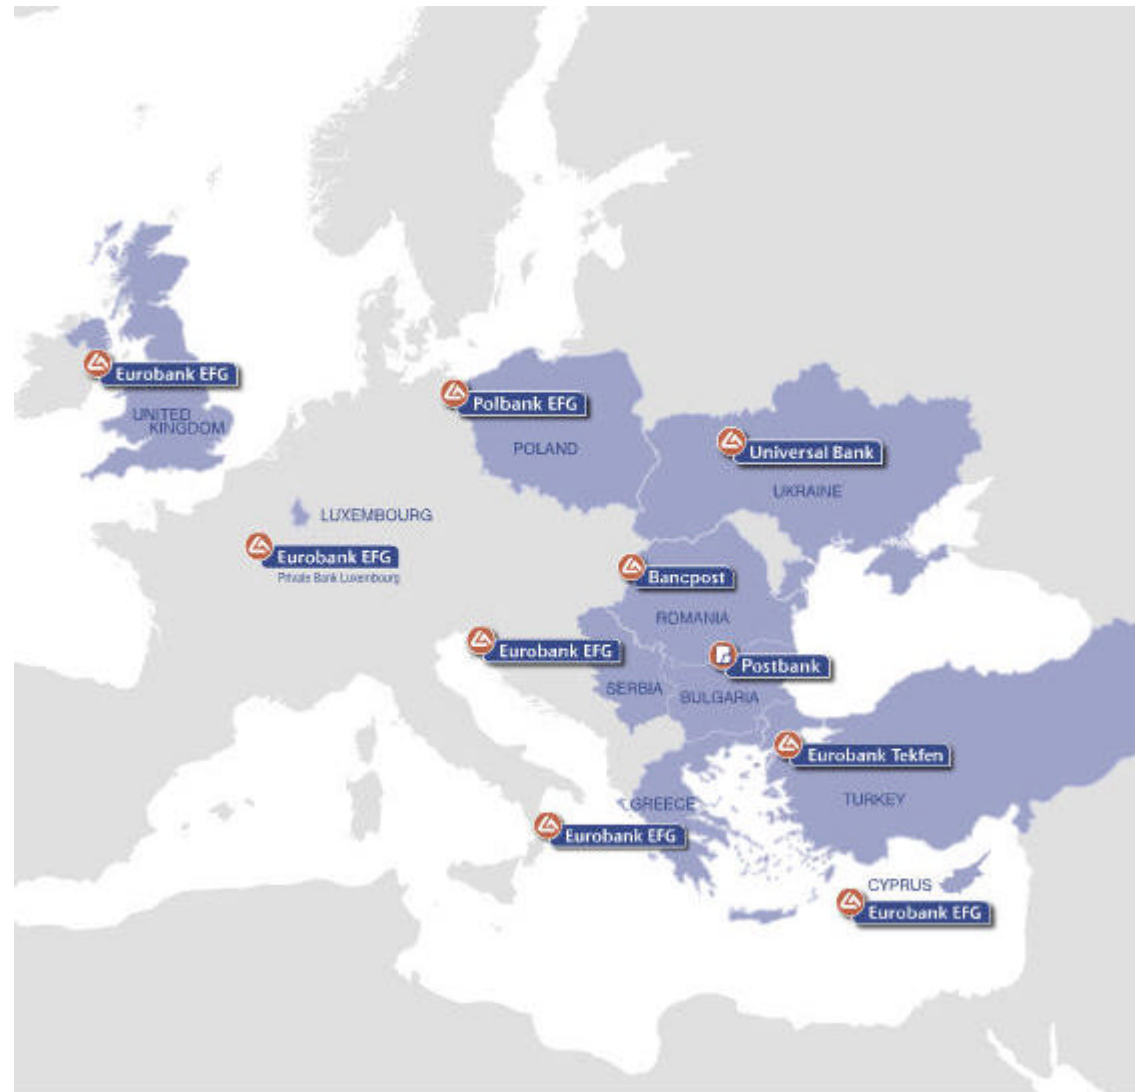 Eurobank EFG
UNITED
KINGDOM
Polbank EFG
POLAND
Universal Bank
UKRAINE
LUXEMBOURG
Eurobank EFG
Private Bank Luxembourg
Bancpost
ROMANIA
Eurobank EFG
SERBIA
Postbank
BULGARIA
Eurobank Tekfen
TURKEY
GREECE
Eurobank EFG
CYPRUS
Eurobank EFG